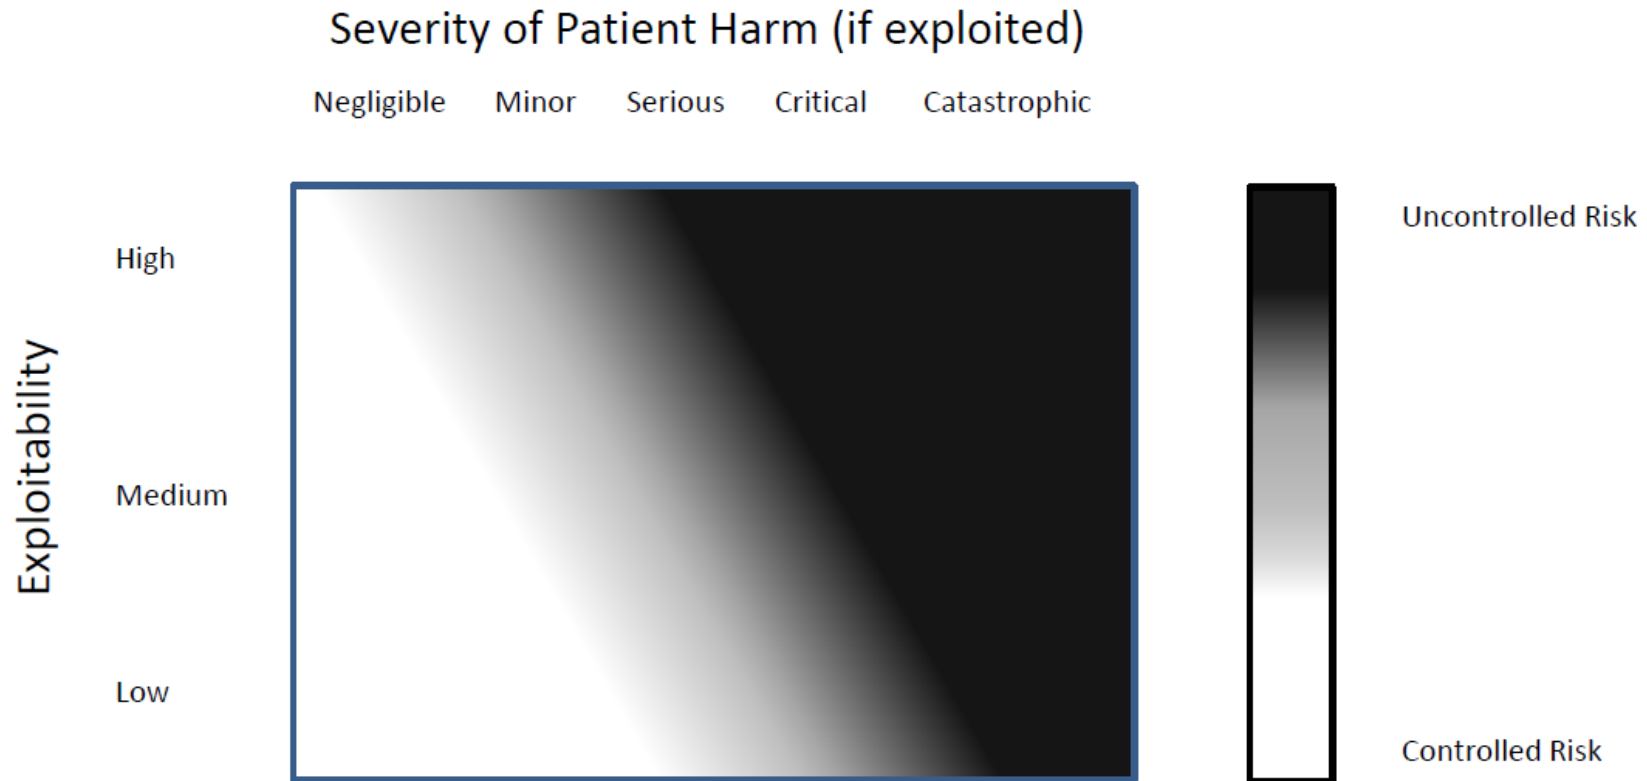 Severity of Patient Harm (if exploited)
Negligible Minor Serious Critical Catastrophic
Uncontrolled Risk
High
Exploitability
Medium
Low
Controlled Risk